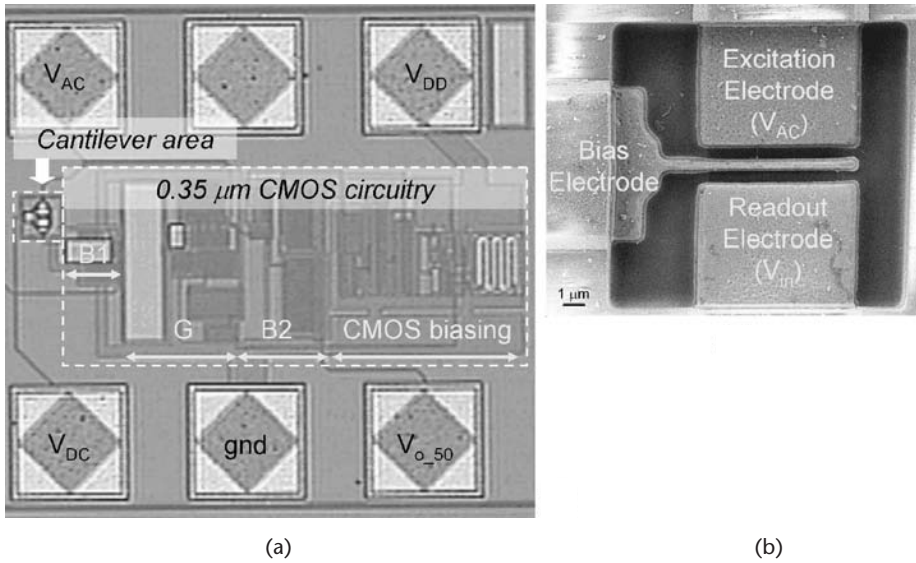 V_AC
V_DD
Cantilever area
0.35 μm CMOS circuitry
B1
G
B2
CMOS biasing
V_DC
gnd
V_o_50
(a)
Excitation
Electrode
(V_AC)
Bias
Electrode
Readout
Electrode
(V_in)
1 μm
(b)